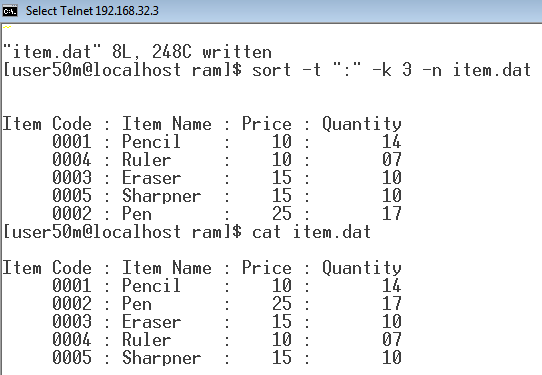 Select Telnet 192.168.32.3
"item.dat" 8L, 248C written
[user50m@localhost ram]$ sort -t ":" -k 3 -n item.dat
Item Code : Item Name : Price : Quantity
0001 : Pencil : 10 : 14
0004 : Ruler : 10 : 07
0003 : Eraser : 15 : 10
0005 : Sharpner : 15 : 10
0002 : Pen : 25 : 17
[user50m@localhost ram]$ cat item.dat
Item Code : Item Name : Price : Quantity
0001 : Pencil : 10 : 14
0002 : Pen : 25 : 17
0003 : Eraser : 15 : 10
0004 : Ruler : 10 : 07
0005 : Sharpner : 15 : 10